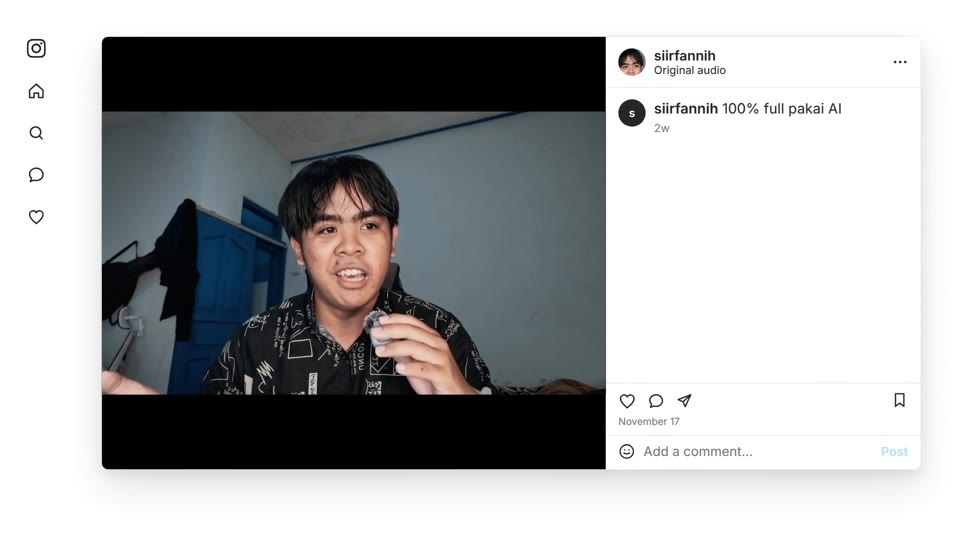 siirfannih
Original audio
s
siirfannih 100% full pakai AI
2w
November 17
Add a comment...
Post